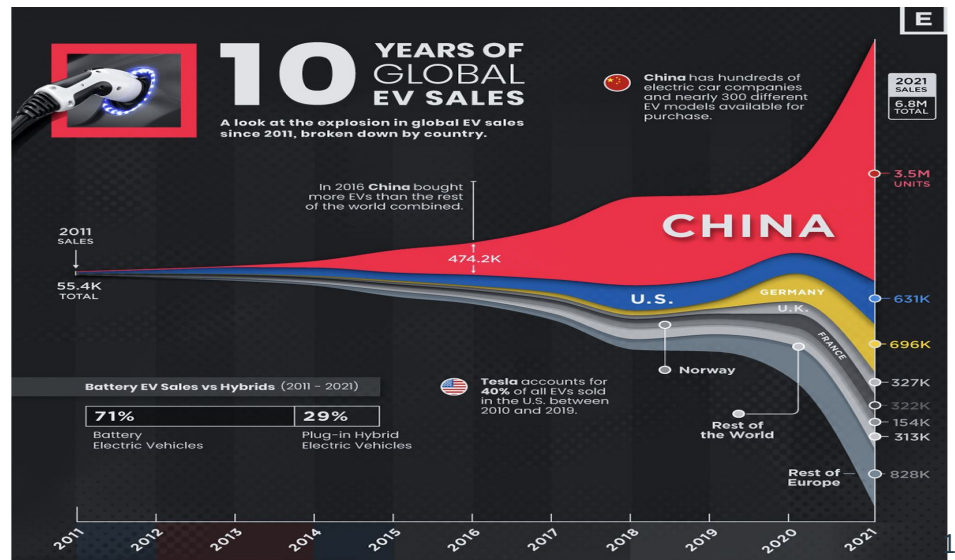 E
10
YEARS OF
GLOBAL
EV SALES
A look at the explosion in global EV sales
since 2011, broken down by country.
China has hundreds of
electric car companies
and nearly 300 different
EV models available for
purchase.
2021
SALES
6.8M
TOTAL
In 2016 China bought
more EVs than the rest
of the world combined.
3.5M
UNITS
2011
SALES
55.4K
TOTAL
474.2K
CHINA
U.S.
GERMANY
U.K.
FRANCE
631K
696K
Norway
327K
322K
154K
313K
Rest of
the World
Rest of
Europe
828K
Battery EV Sales vs Hybrids (2011 - 2021)
71%
29%
Battery
Electric Vehicles
Plug-in Hybrid
Electric Vehicles
Tesla accounts for
40% of all EVs sold
in the U.S. between
2010 and 2019.
2011
2012
2013
2014
2015
2016
2017
2018
2019
2020
2021
1